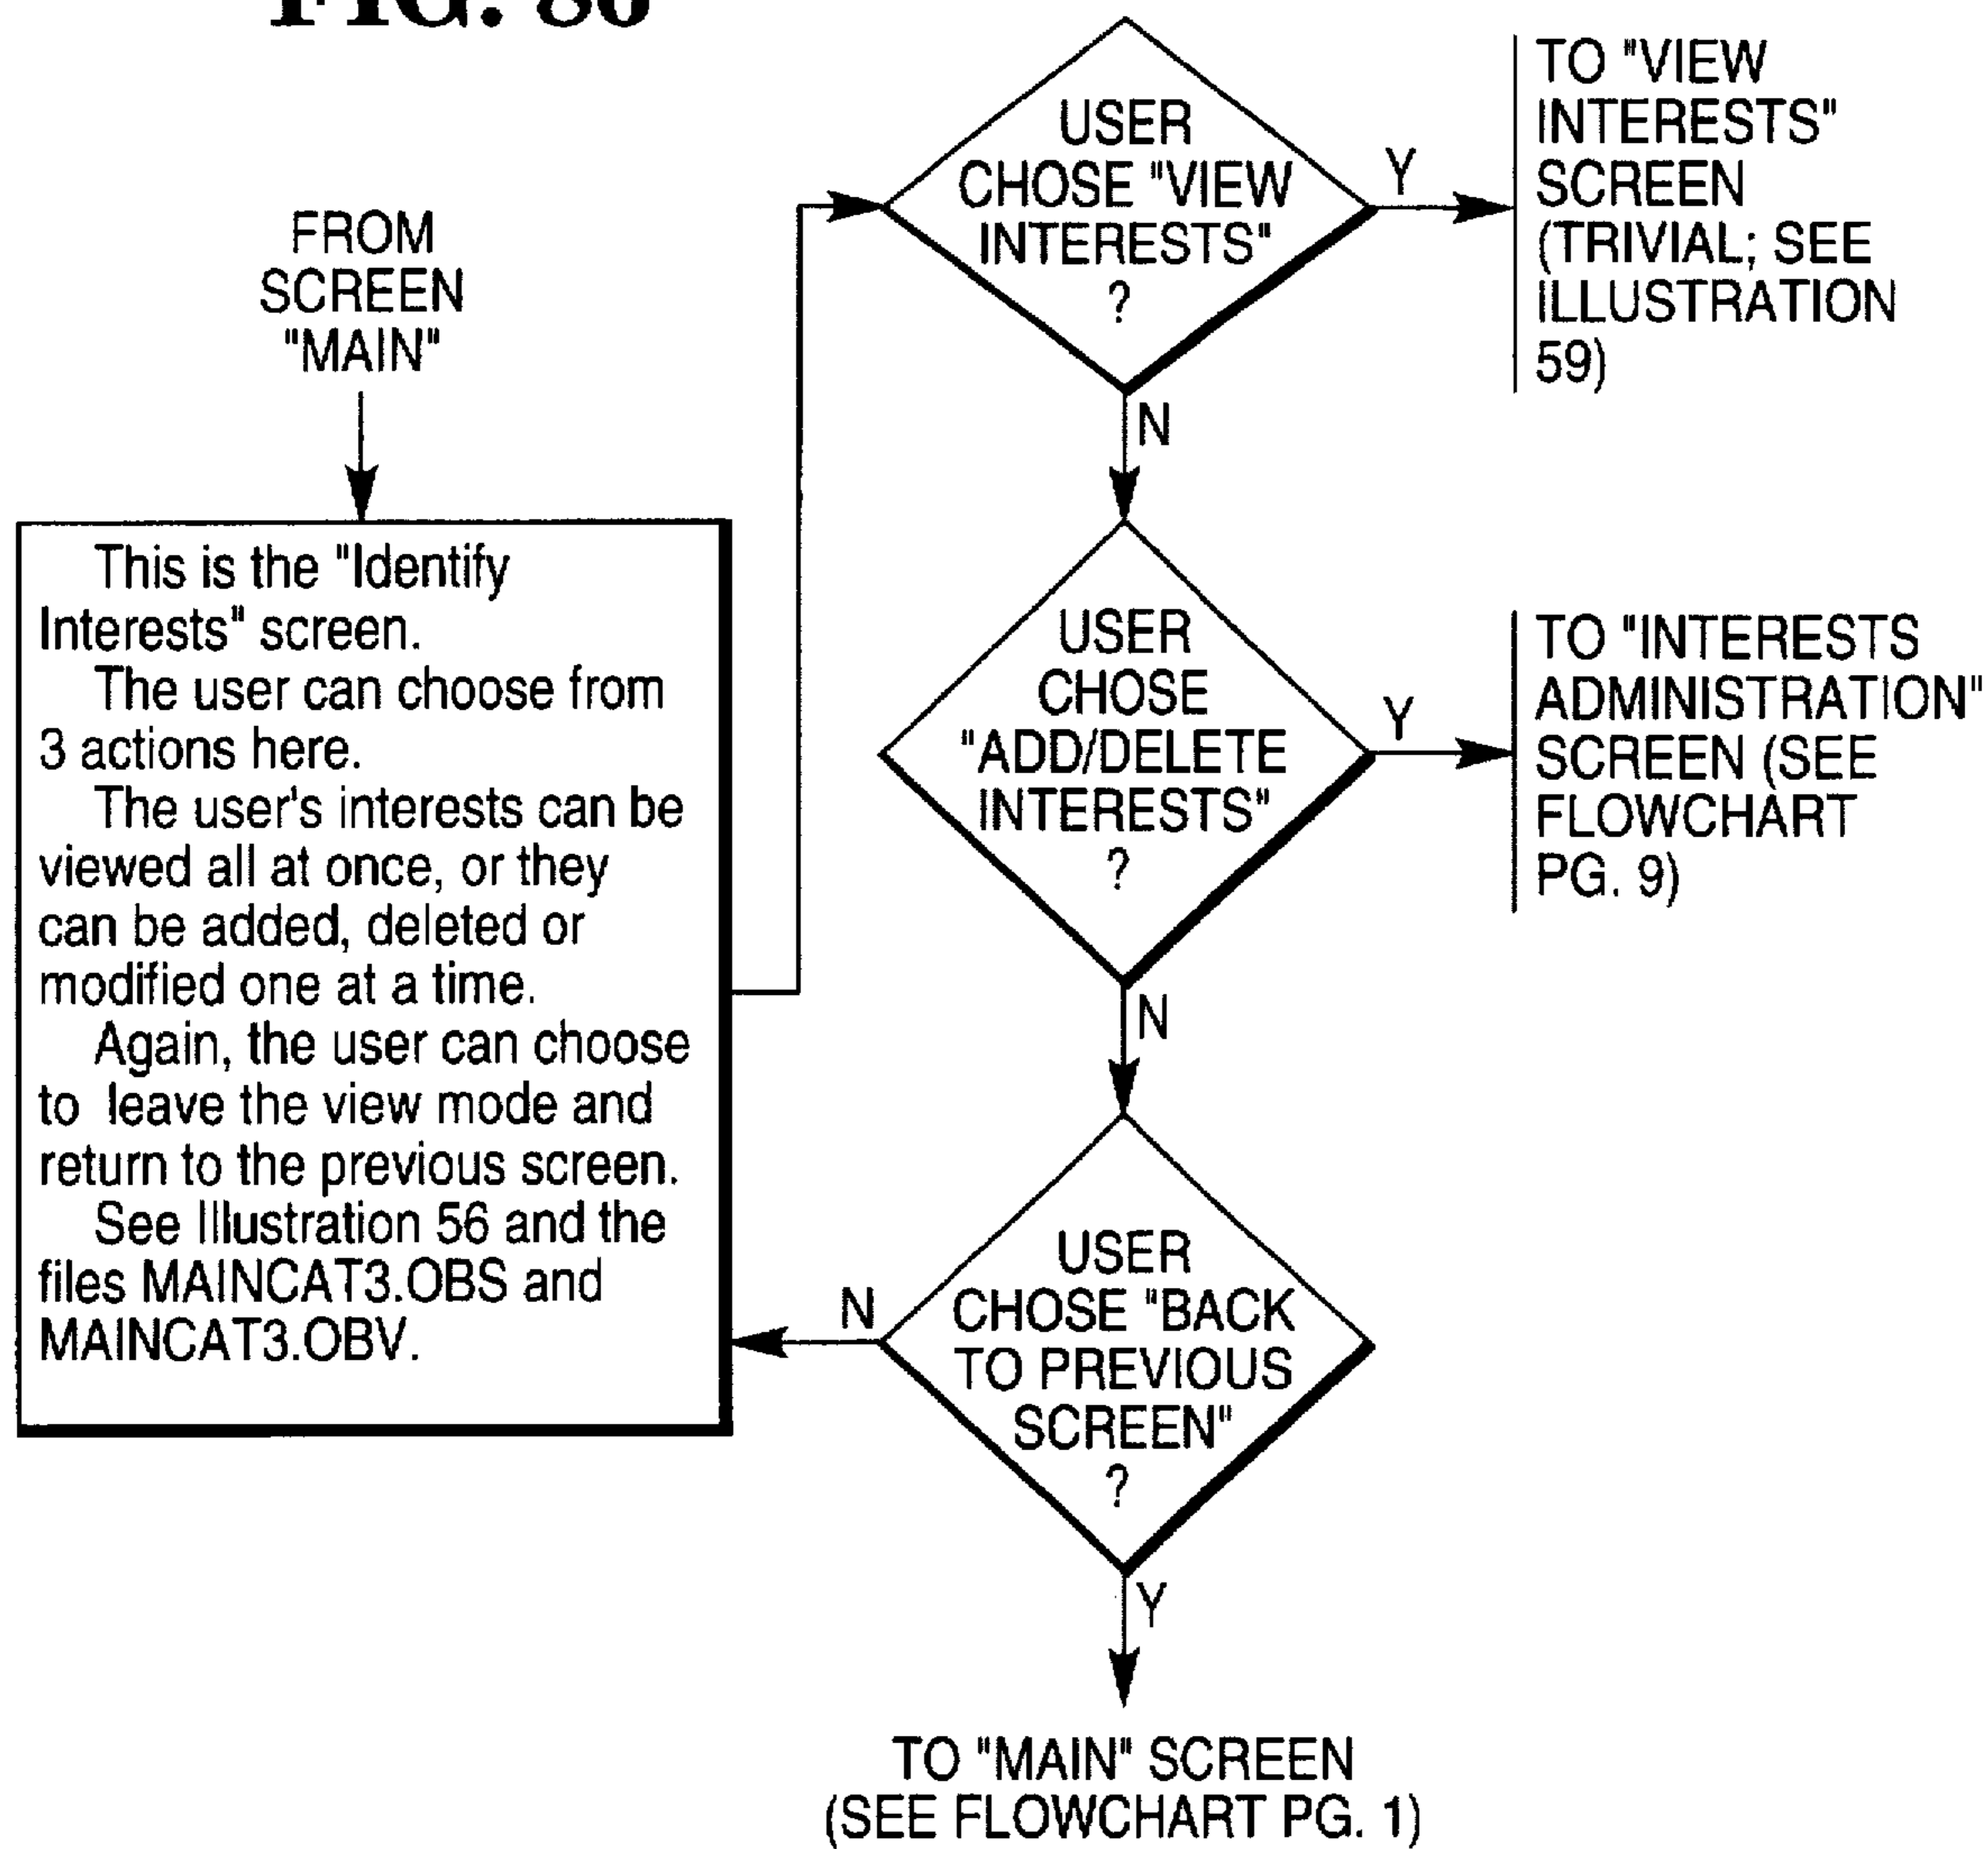 FIG.
FROM
SCREEN
"MAIN"
This is the "Identify
Interests" screen.
The user can choose from
3 actions here.
The user's interests can be
viewed all at once, or they
can be added, deleted or
modified one at a time.
Again, the user can choose
to leave the view mode and
return to the previous screen.
See Illustration 56 and the
files MAINCAT3.OBS and
MAINCAT3.OBV.
USER
CHOSE "VIEW
INTERESTS"
?
Y
TO "VIEW
INTERESTS"
SCREEN
(TRIVIAL; SEE
ILLUSTRATION
59)
N
USER
CHOSE
"ADD/DELETE
INTERESTS"
?
Y
TO "INTERESTS
ADMINISTRATION"
SCREEN (SEE
FLOWCHART
PG. 9)
N
USER
CHOSE "BACK
TO PREVIOUS
SCREEN"
?
N
Y
TO "MAIN" SCREEN
(SEE FLOWCHART PG. 1)